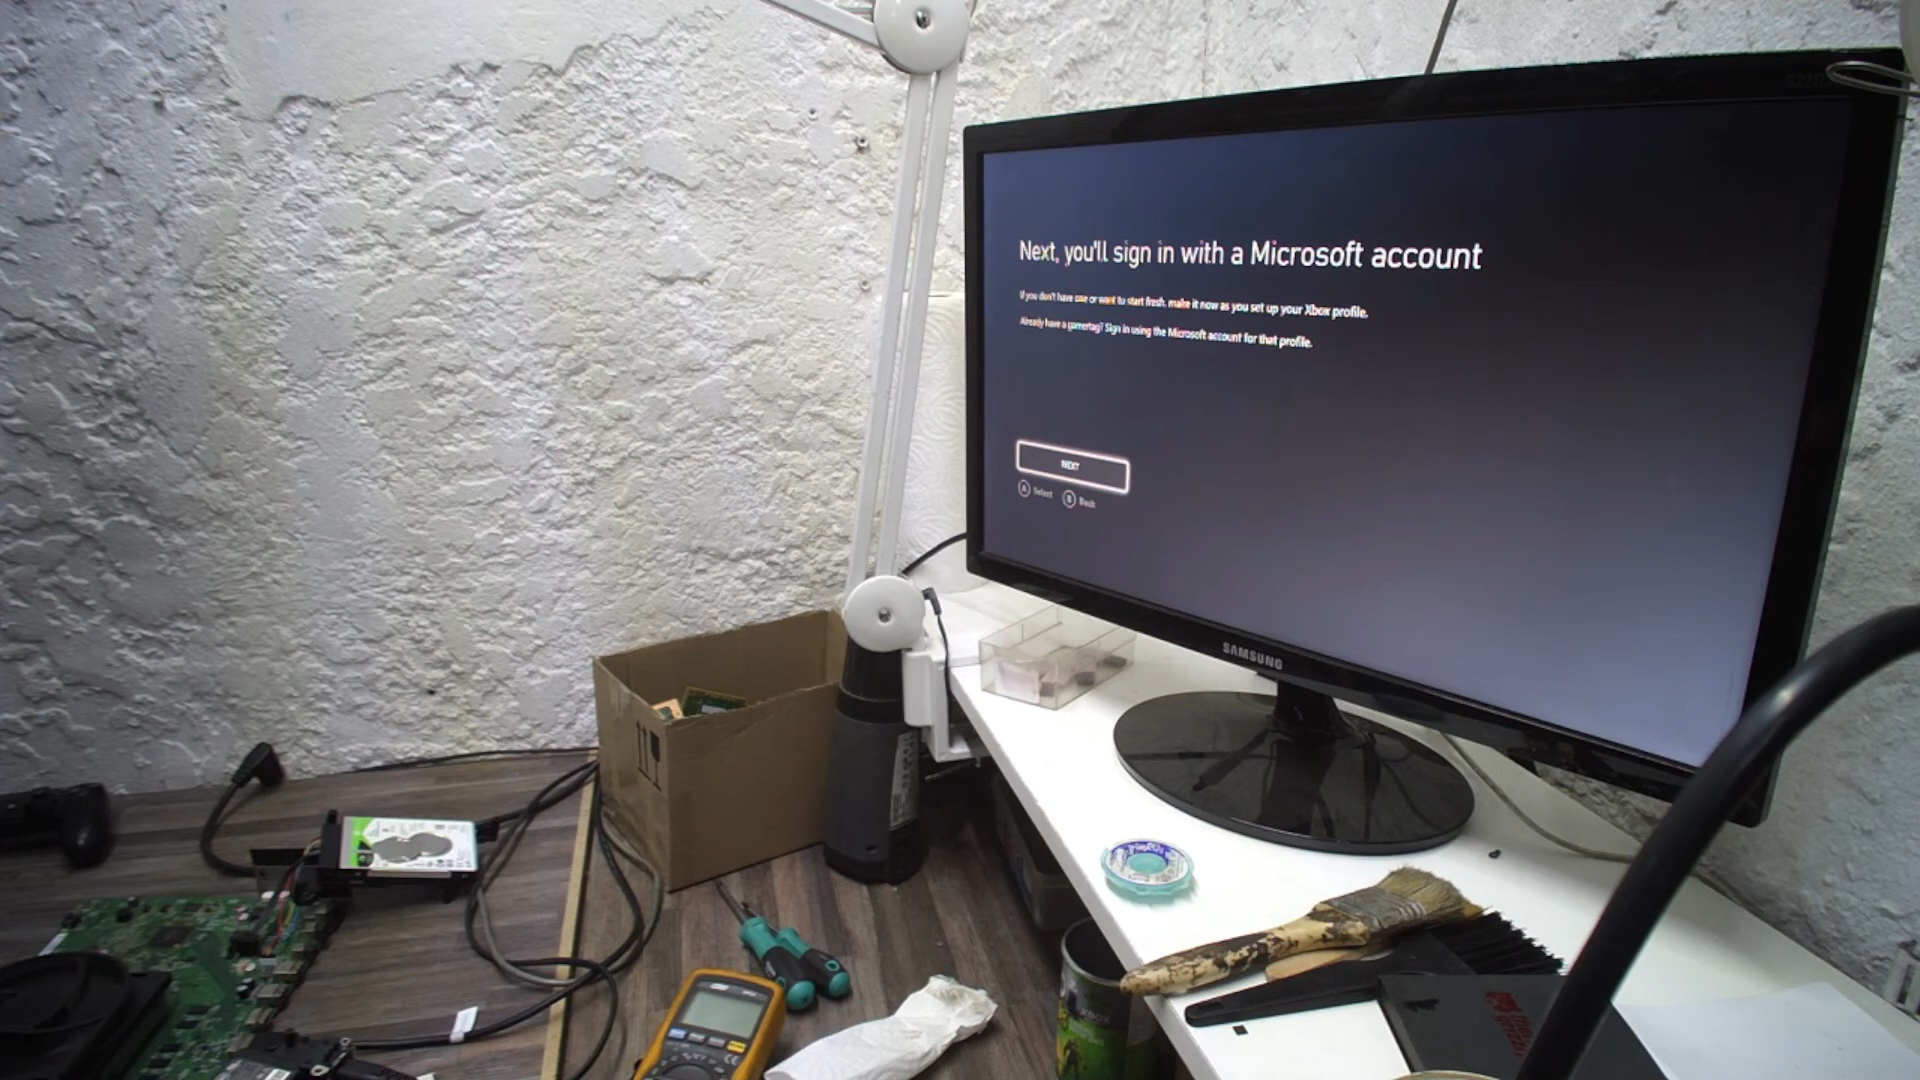 Next, you'll sign in with a Microsoft account
If you don't have one or want to start fresh, make it now as you set up your Xbox profile.
Already have a gamertag? Sign in using the Microsoft account for that profile.
NEXT
A Select B Back
SAMSUNG
XBOX